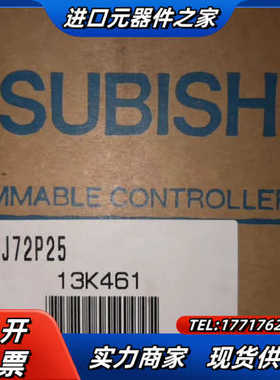 进口元器件之家
SUBISH
MMABLE CONTROLLER
J72P25
13K461
开
票
TEL:1771762
实力商家 现货供